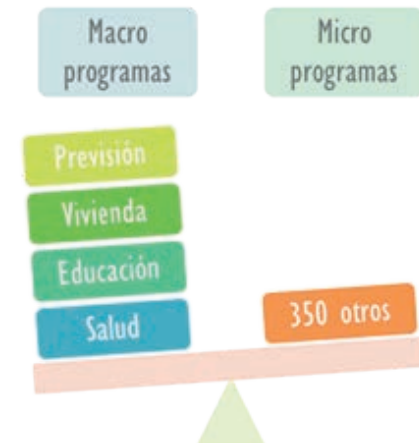 Macro
programas
Micro
programas
Previsión
Vivienda
Educación
Salud
350 otros